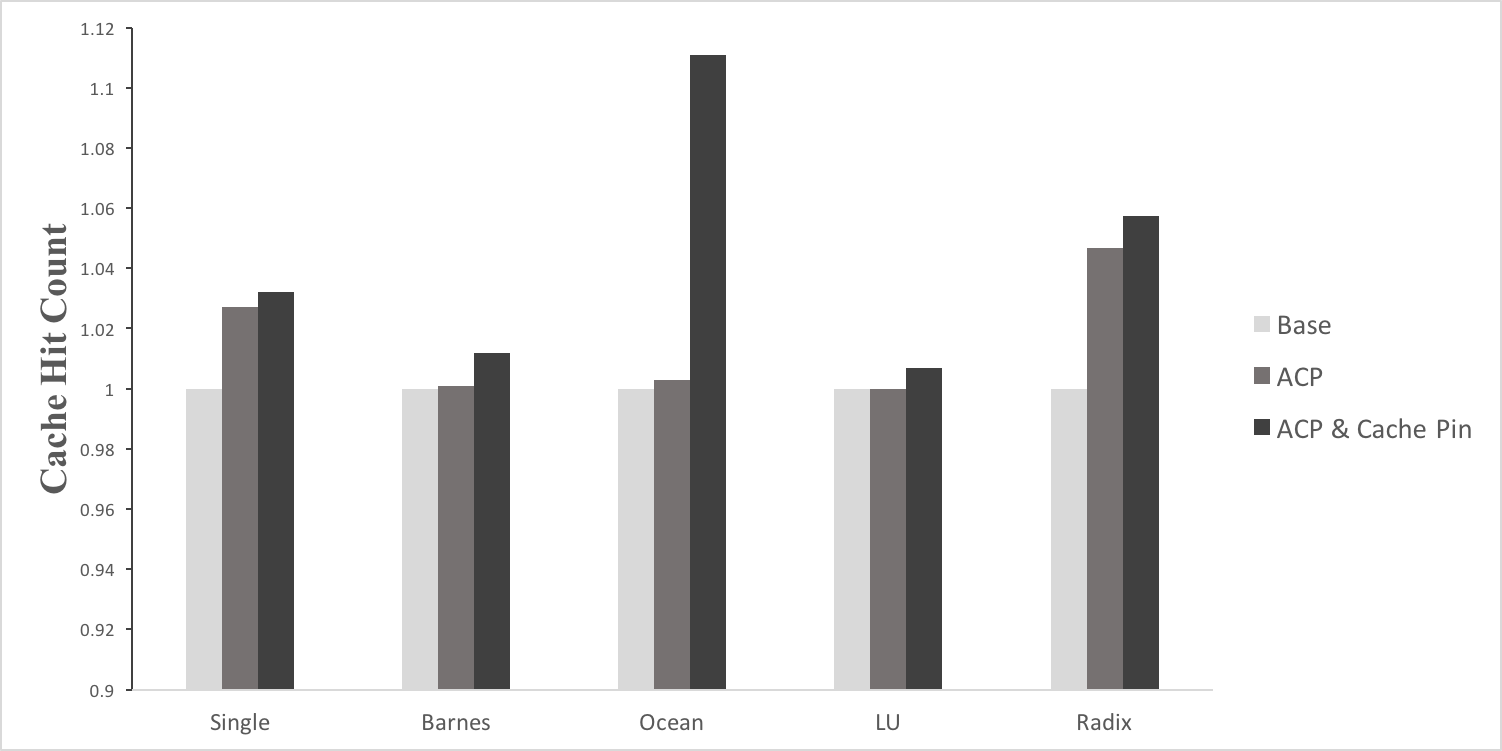 1.12
1.1
1.08
1.06
1.04
1.02
1
0.98
0.96
0.94
0.92
0.9
Cache Hit Count
Single
Barnes
Ocean
LU
Radix
Base
ACP
ACP & Cache Pin